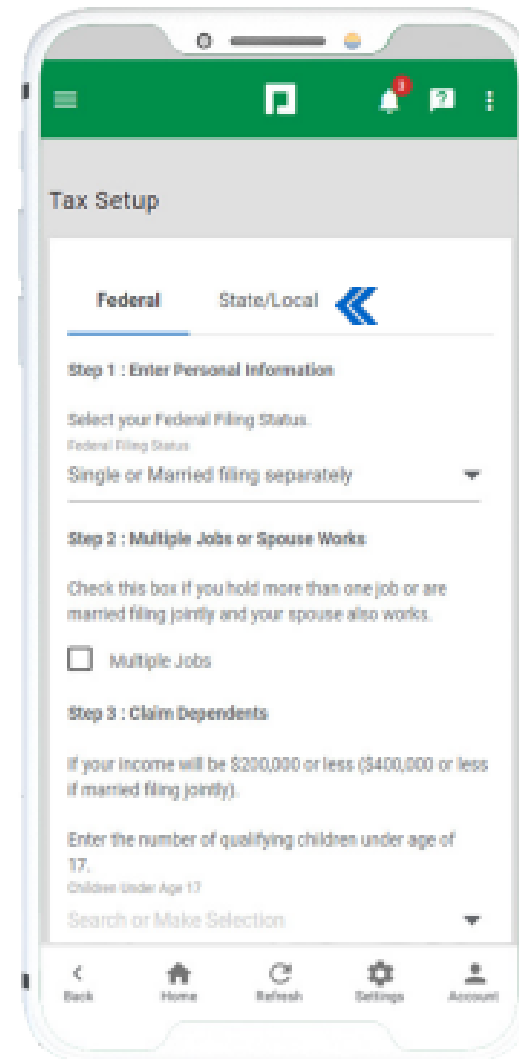 3
?
Tax Setup
Federal State/Local
Step 1 : Enter Personal Information
Select your Federal Filing Status.
Federal Filing Status
Single or Married filing separately
Step 2 : Multiple Jobs or Spouse Works
Check this box if you hold more than one job or are
married filing jointly and your spouse also works.
Multiple Jobs
Step 3 : Claim Dependents
If your income will be $200,000 or less ($400,000 or less
if married filing jointly).
Enter the number of qualifying children under age of
17.
Children Under Age 17
Search or Make Selection
Back Home Refresh Settings Account